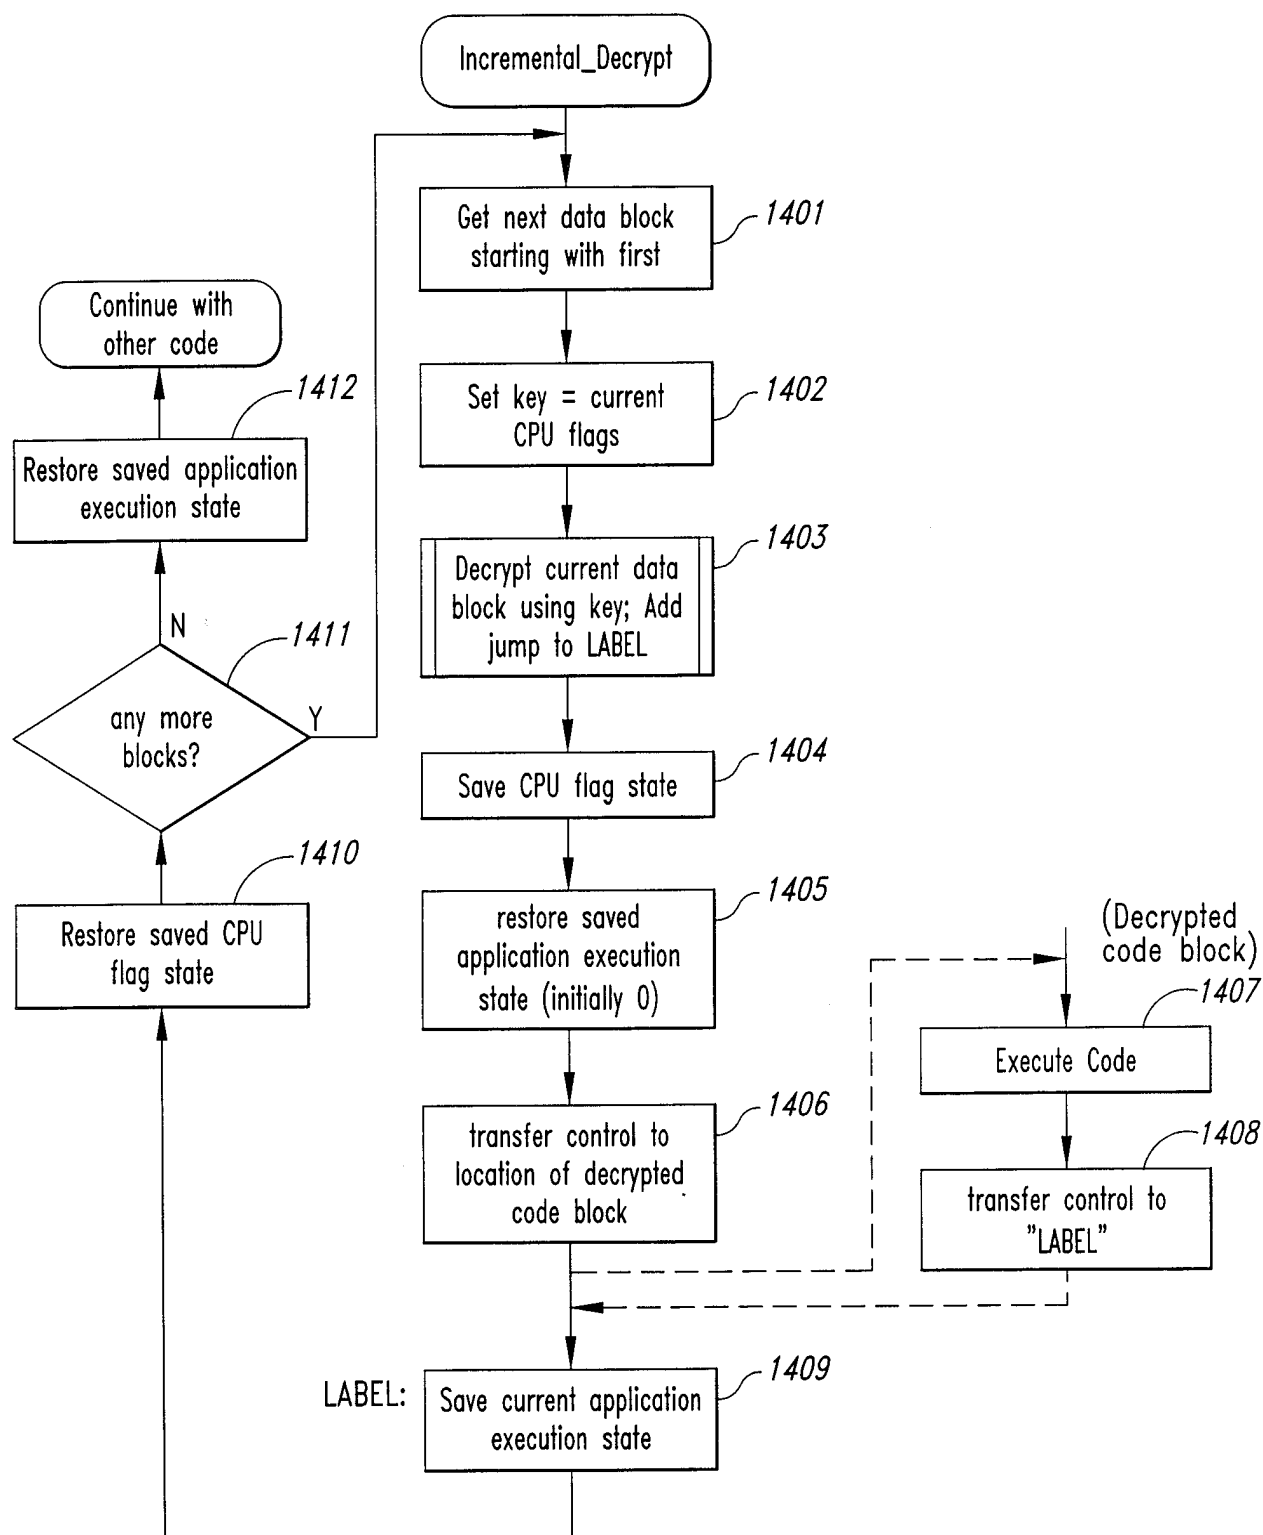 Incremental_Decrypt
Get next data block
starting with first
1401
Set key = current
CPU flags
1402
Decrypt current data
block using key; Add
jump to LABEL
1403
Save CPU flag state
1404
restore saved
application execution
state (initially 0)
1405
transfer control to
location of decrypted
code block
1406
(Decrypted
code block)
1407
Execute Code
1408
transfer control to
"LABEL"
LABEL:
Save current application
execution state
1409
1410
Restore saved CPU
flag state
1411
any more
blocks?
Y
N
1412
Restore saved application
execution state
Continue with
other code